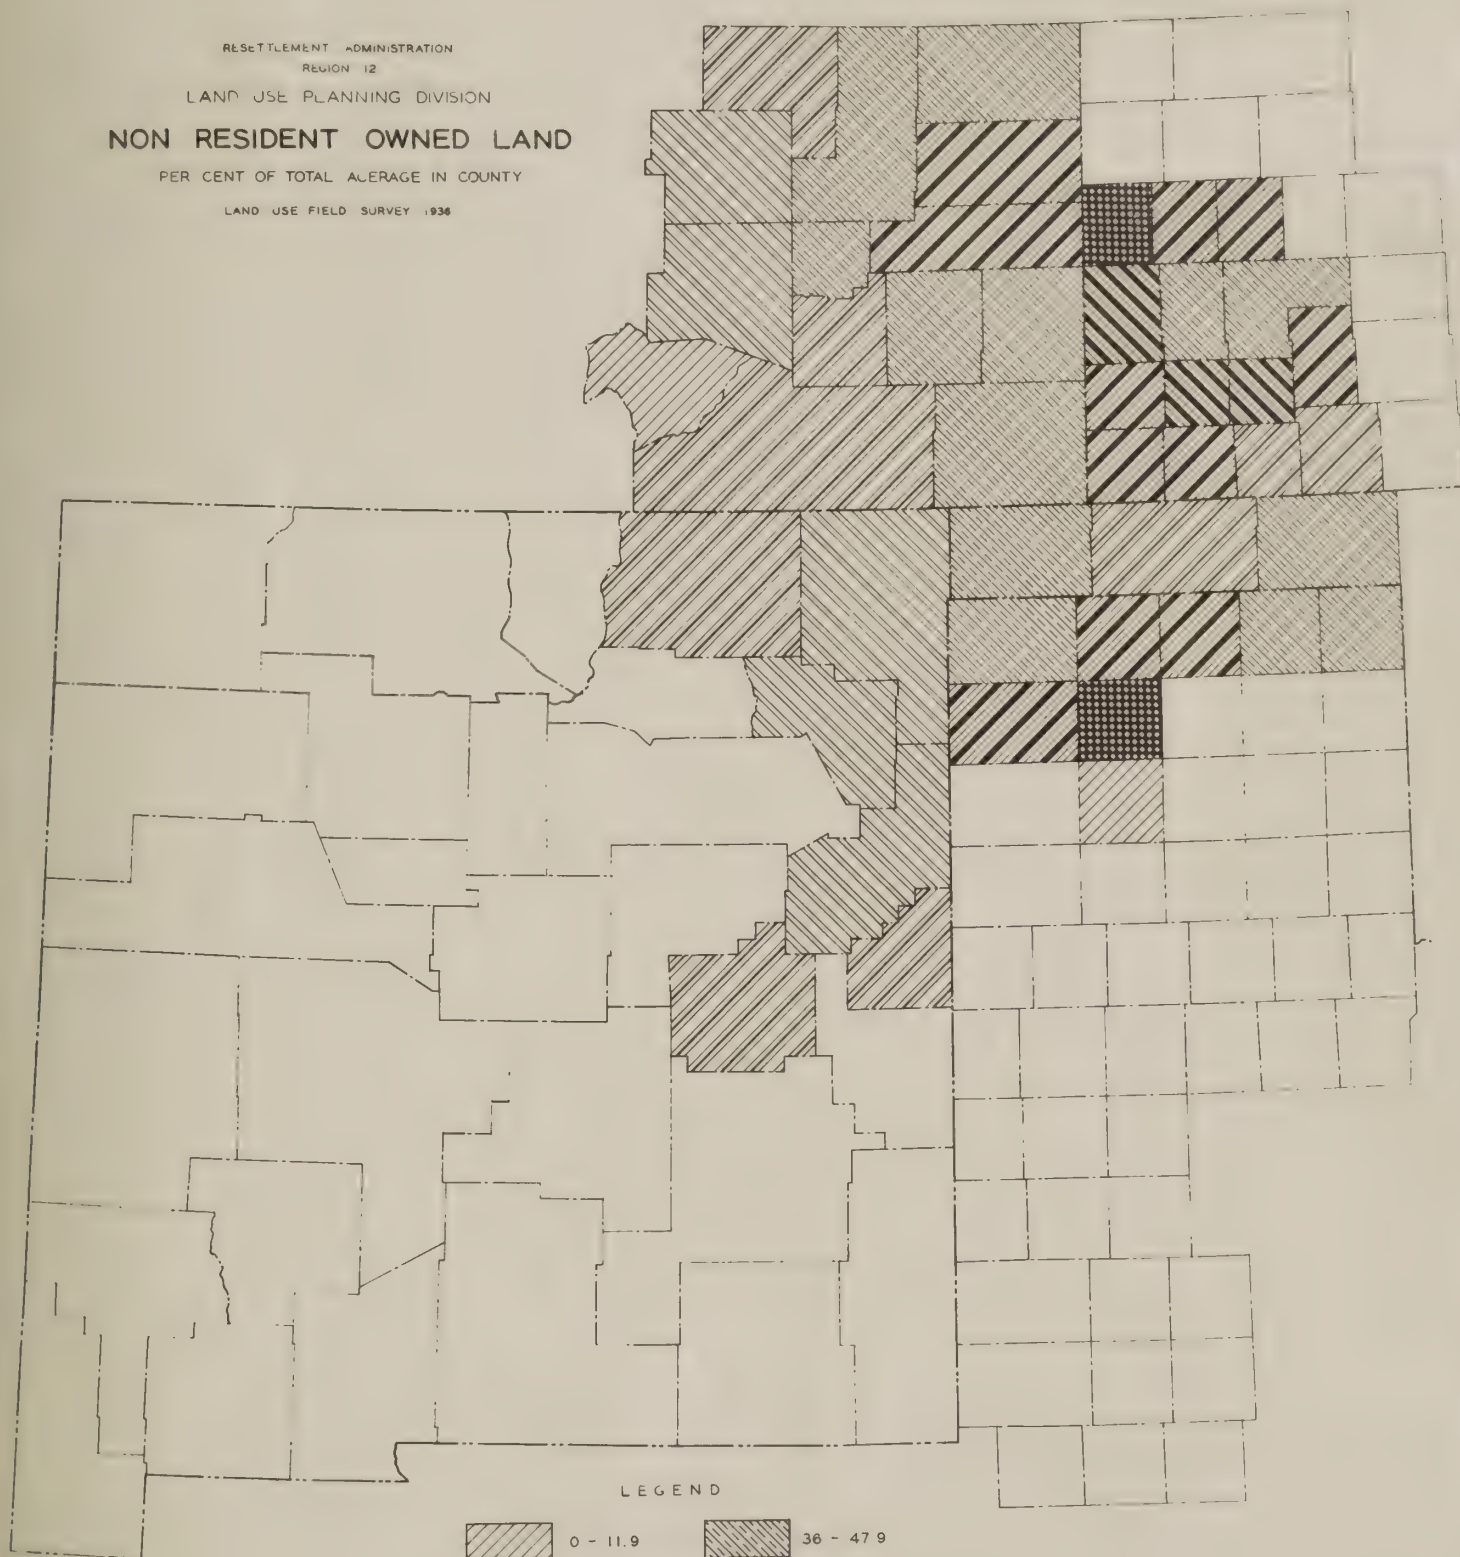 RESETTLEMENT ADMINISTRATION
REGION 12
LAND USE PLANNING DIVISION
NON RESIDENT OWNED LAND
PER CENT OF TOTAL ACERAGE IN COUNTY
LAND USE FIELD SURVEY 1936
LEGEND
0 - 11.9 36 - 47 9